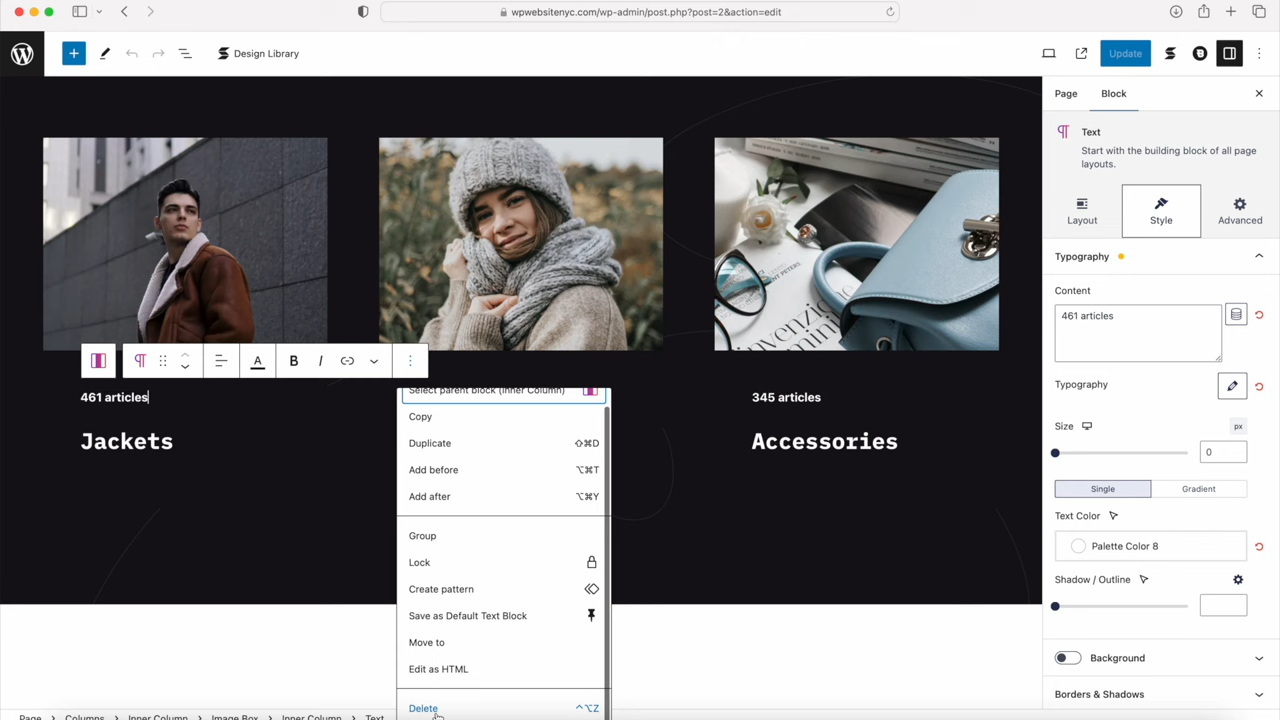 wpwebsitenyc.com/wp-admin/post.php?post=2&action=edit
Design Library
Update
Page
Block
Text
Start with the building block of all page
layouts.
Layout
Style
Advanced
Typography
Content
461 articles
Typography
Size
px
0
Single
Gradient
Text Color
Palette Color 8
Shadow / Outline
Background
Borders & Shadows
A
B
I
461 articles
Jackets
345 articles
Accessories
Select parent block (Inner Column)
Copy
Duplicate ⇧⌘D
Add before ⌥⌘T
Add after ⌥⌘Y
Group
Lock
Create pattern
Save as Default Text Block
Move to
Edit as HTML
Delete ^⌥Z
Page > Columns > Inner Column > Image Box > Inner Column > Text